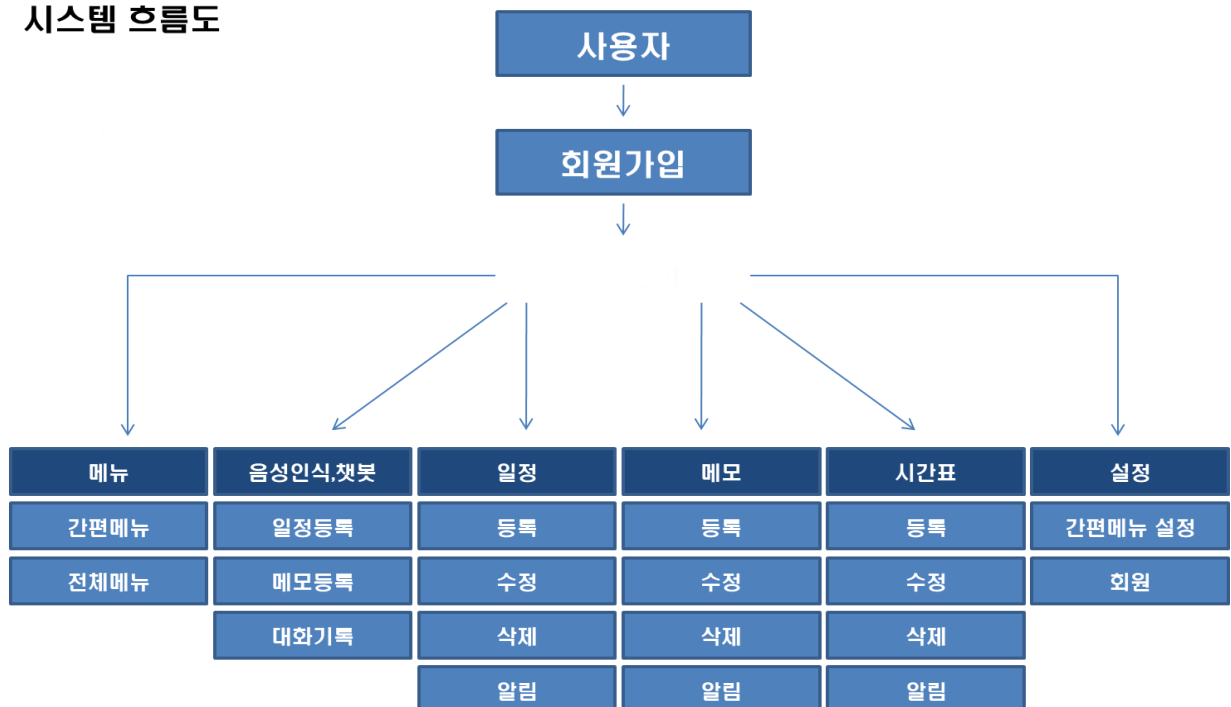 시스템 흐름도
사용자
회원가입
메뉴 음성인식,챗봇 일정 메모 시간표 설정
간편메뉴 일정등록 등록 등록 등록 간편메뉴 설정
전체메뉴 메모등록 수정 수정 수정 회원
대화기록 삭제 삭제 삭제
알림 알림 알림